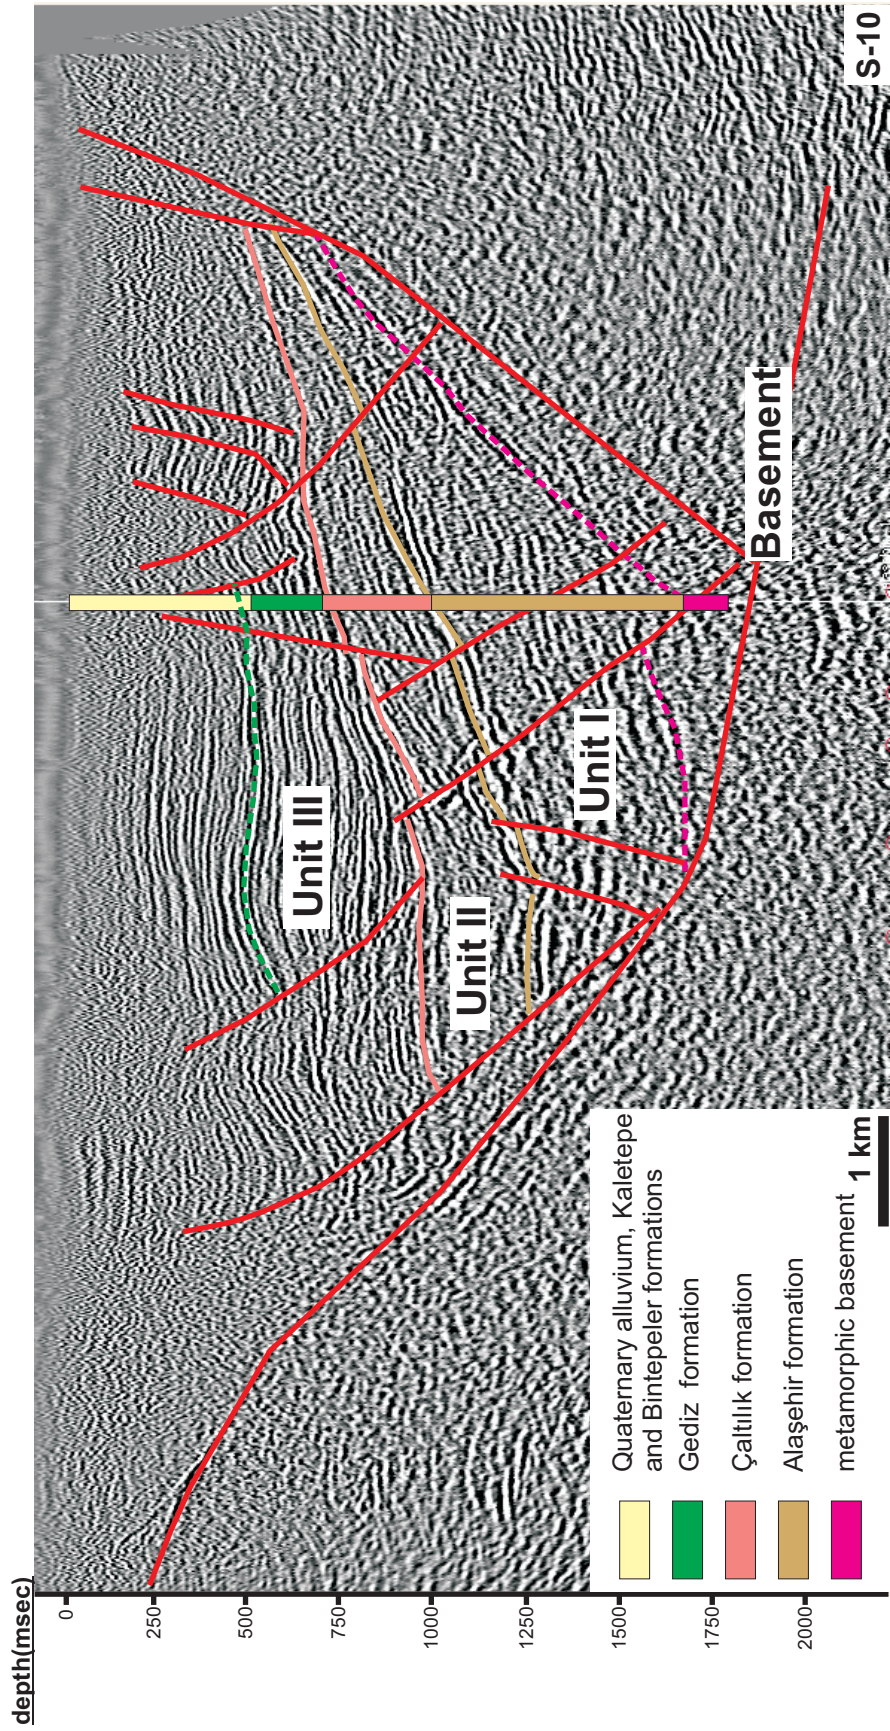 S-10
depth(msec)
0
250
500
750
1000
1250
1500
1750
2000
Unit III
Unit II
Unit I
Basement
Quaternary alluvium, Kaletepe
and Bintepeler formations
Gediz formation
Çaltılık formation
Alaşehir formation
metamorphic basement
1 km